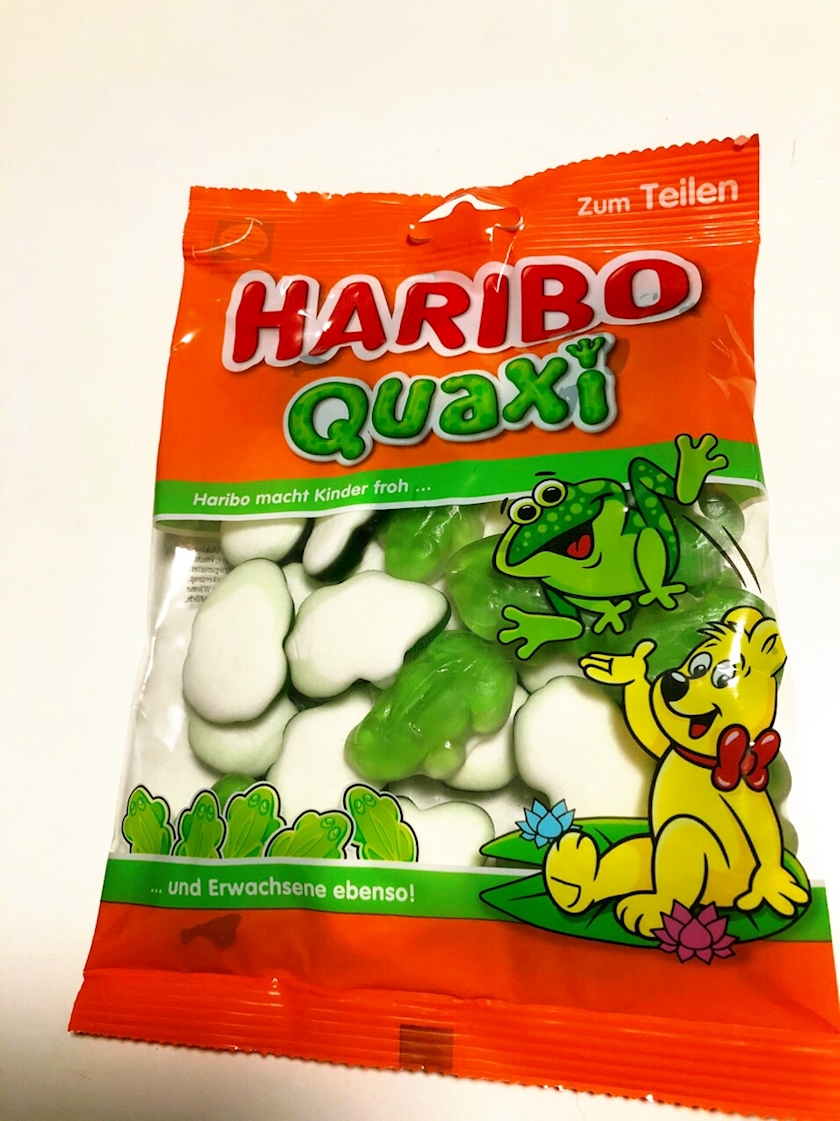 Zum Teilen
HARIBO
Quaxi
Haribo macht Kinder froh ...
... und Erwachsene ebenso!